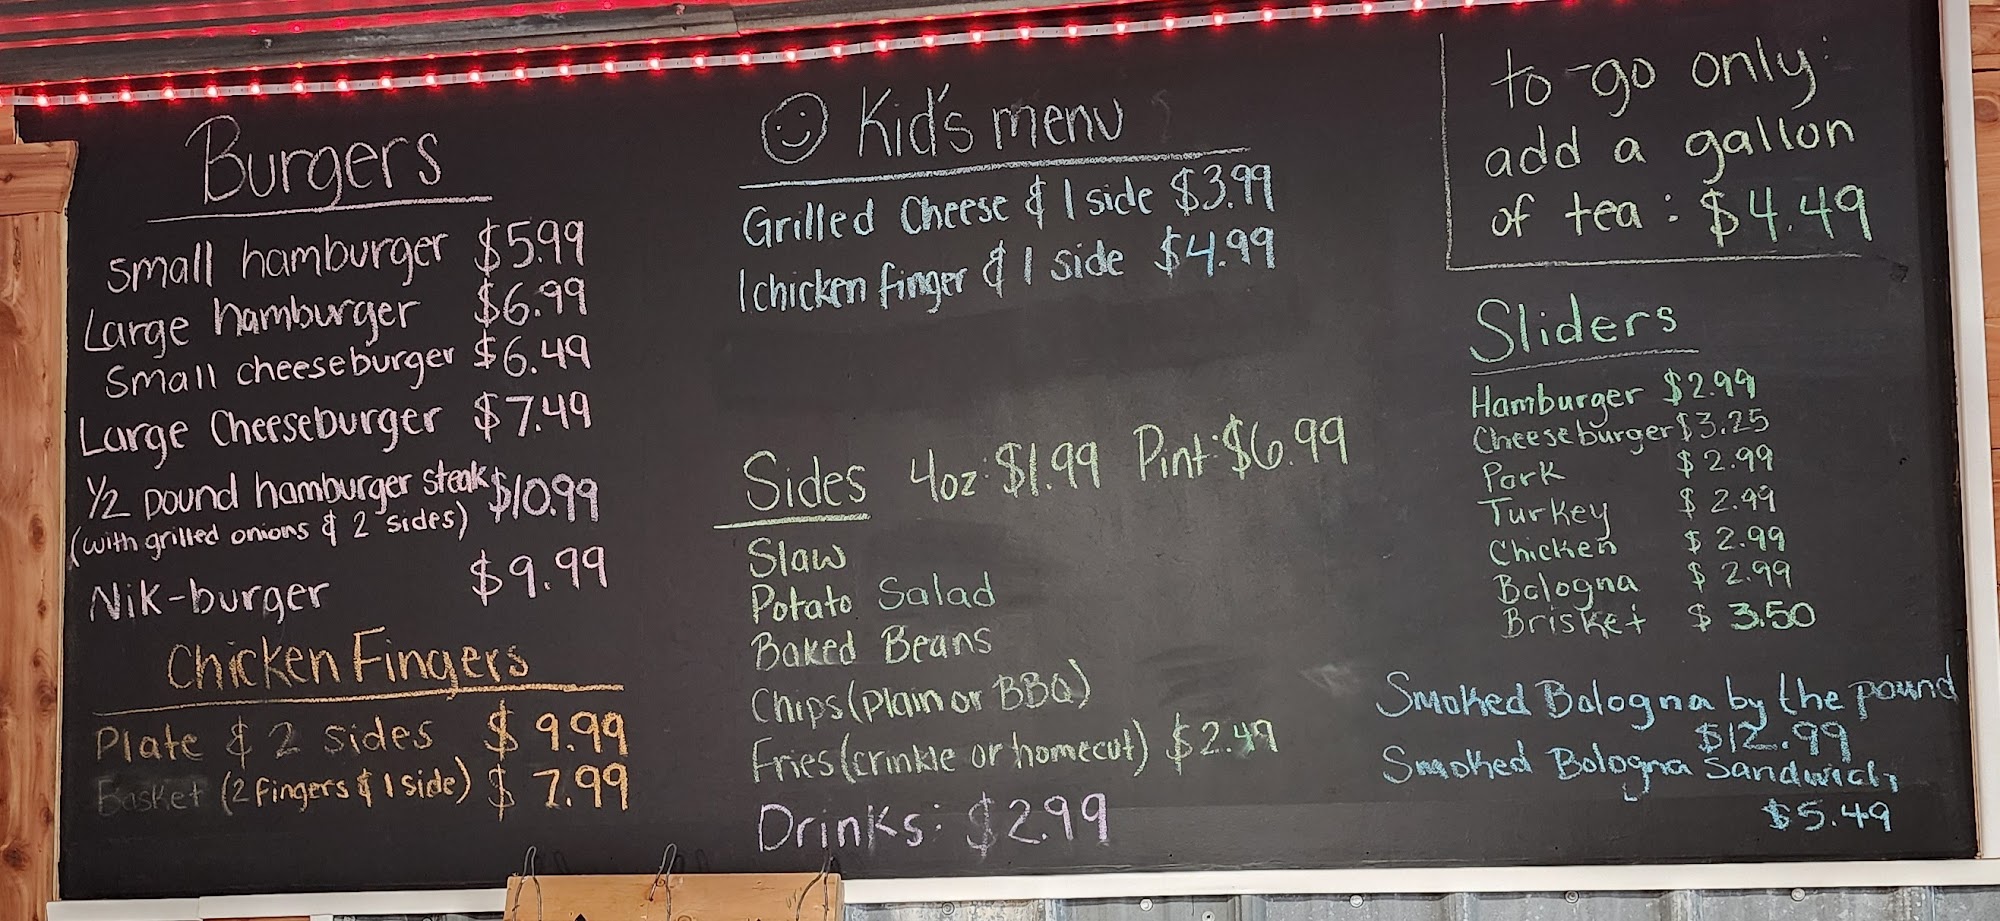 Burgers
Small hamburger $5.99
Large hamburger $6.99
Small cheeseburger $6.49
Large Cheeseburger $7.49
1/2 pound hamburger steak $10.99
(with grilled onions & 2 sides)
Nik-burger $9.99
Chicken Fingers
Plate & 2 sides $9.99
Basket (2 fingers & 1 side) $7.99
Kid's menu
Grilled Cheese & 1 side $3.99
1 chicken finger & 1 side $4.99
Sides 4oz: $1.99 Pint: $6.99
Slaw
Potato Salad
Baked Beans
Chips (Plain or BBQ)
Fries (crinkle or homecut) $2.49
Drinks: $2.99
to-go only:
add a gallon
of tea: $4.49
Sliders
Hamburger $2.99
Cheeseburger $3.25
Pork $2.99
Turkey $2.99
Chicken $2.99
Bologna $2.99
Brisket $3.50
Smoked Bologna by the pound
$12.99
Smoked Bologna Sandwich
$5.49